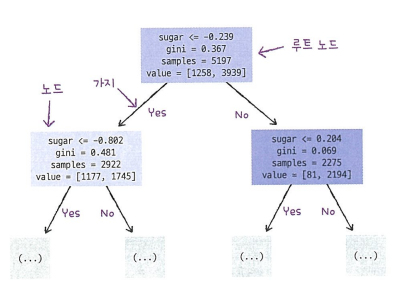 sugar <= -0.239
gini = 0.367
samples = 5197
value = [1258, 3939]
루트 노드
노드
가지
Yes
No
sugar <= -0.802
gini = 0.481
samples = 2922
value = [1177, 1745]
sugar <= 0.204
gini = 0.069
samples = 2275
value = [81, 2194]
Yes
No
Yes
No
(...)
(...)
(...)
(...)